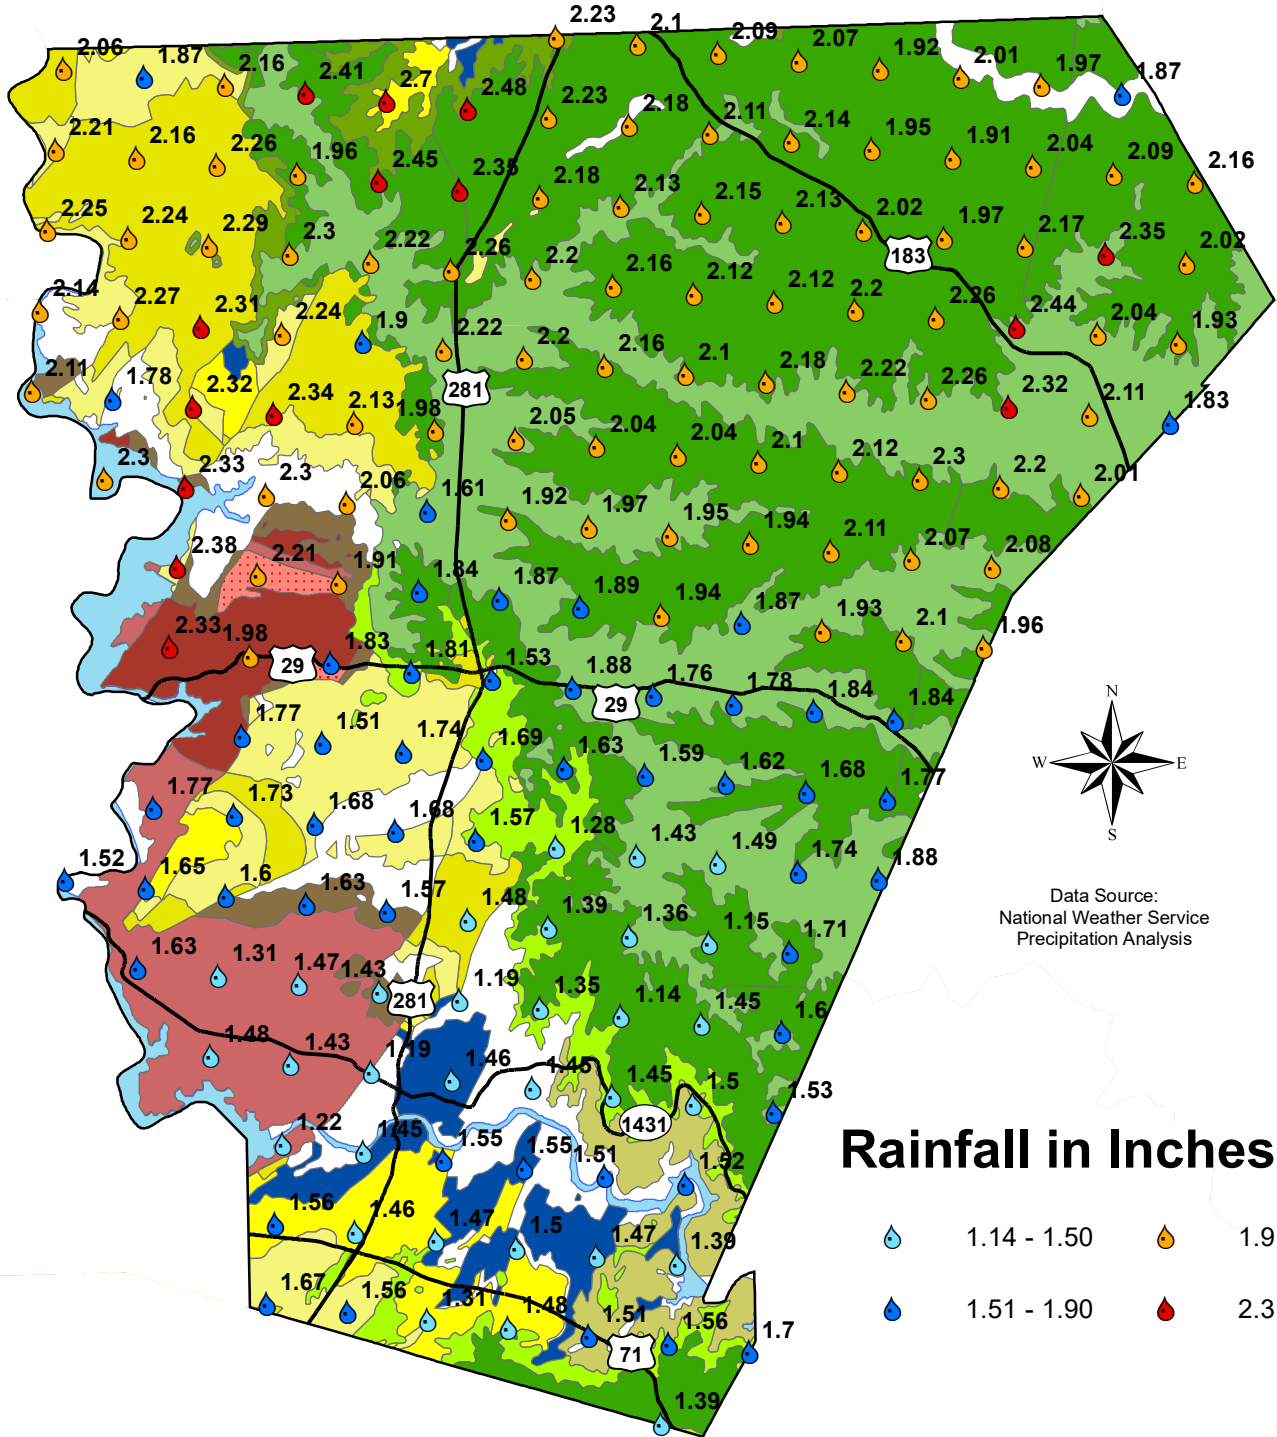 2.23 2.1 2.09 2.07 1.92 2.01 1.97 1.87
2.06 1.87 2.16 2.41 2.7 2.48 2.23 2.18 2.11 2.14 1.95 1.91 2.04 2.09 2.16
2.21 2.16 2.26 1.96 2.45 2.35 2.18 2.13 2.15 2.13 2.02 1.97 2.17 2.35 2.02
2.25 2.24 2.29 2.3 2.22 2.26 2.2 2.16 2.12 2.12 2.2 2.26 2.44 2.04 1.93
183
2.14 2.27 2.31 2.24 1.9 2.22 2.2 2.16 2.1 2.18 2.22 2.26 2.32 2.11 1.83
281
2.11 1.78 2.32 2.34 2.13 1.98 2.05 2.04 2.04 2.1 2.12 2.3 2.2 2.01
2.3 2.33 2.3 2.06 1.61 1.92 1.97 1.95 1.94 2.11 2.07 2.08
2.38 2.21 1.91 1.84 1.87 1.89 1.94 1.87 1.93 2.1 1.96
2.33 1.98 1.83 1.81 1.53 1.88 1.76 1.78 1.84 1.84
29
29
N
W E
S
1.77 1.51 1.74 1.69 1.63 1.59 1.62 1.68 1.77
1.77 1.73 1.68 1.68 1.57 1.28 1.43 1.49 1.74 1.88
1.52 1.65 1.6 1.63 1.57 1.48 1.39 1.36 1.15 1.71
Data Source:
National Weather Service
Precipitation Analysis
1.63 1.31 1.47 1.43 1.19 1.35 1.14 1.45 1.6
281
1.48 1.43 1.19 1.46 1.45 1.45 1.5 1.53
1431
1.22 1.45 1.55 1.55 1.51 1.52
Rainfall in Inches
1.56 1.46 1.47 1.5 1.47 1.39
1.14 - 1.50 1.9
1.67 1.56 1.31 1.48 1.51 1.56 1.7
1.51 - 1.90 2.3
71
1.39